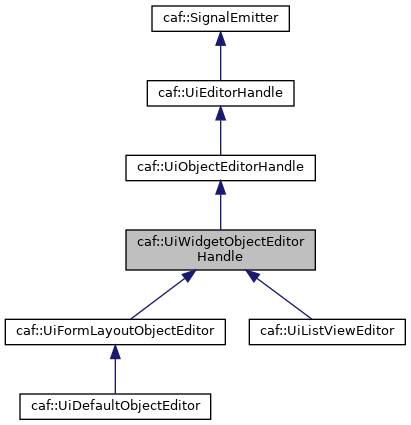 caf::SignalEmitter
caf::UiEditorHandle
caf::UiObjectEditorHandle
caf::UiWidgetObjectEditor
Handle
caf::UiFormLayoutObjectEditor
caf::UiListViewEditor
caf::UiDefaultObjectEditor